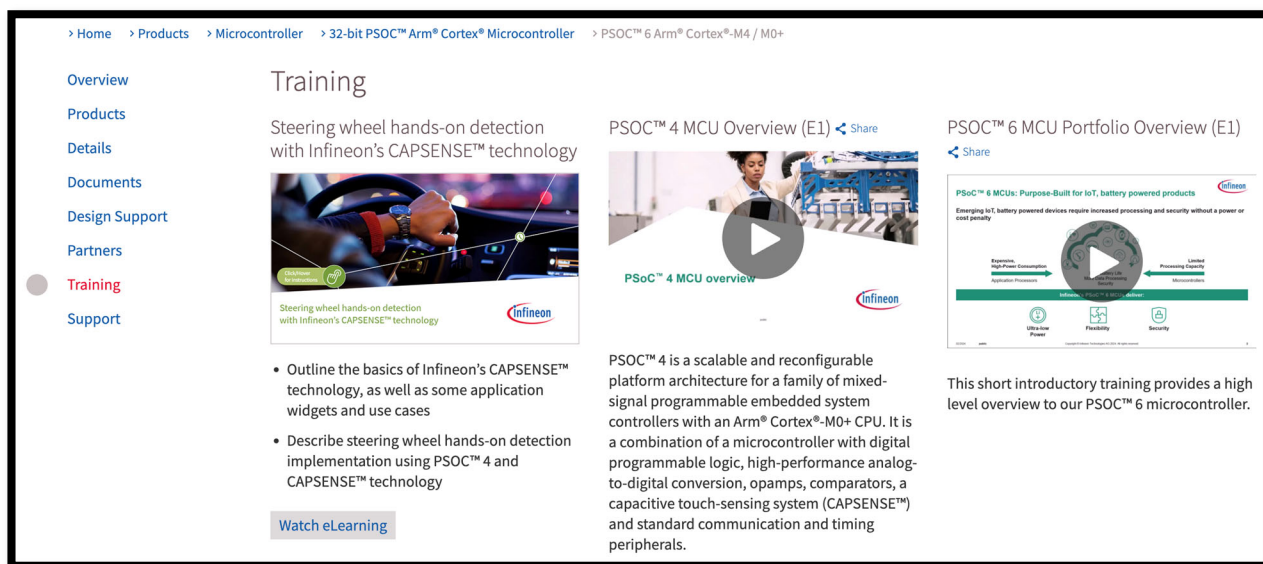 > Home > Products > Microcontroller > 32-bit PSOC™ Arm® Cortex® Microcontroller > PSOC™ 6 Arm® Cortex®-M4 / M0+
Overview
Products
Details
Documents
Design Support
Partners
Training
Support
Training
Steering wheel hands-on detection
with Infineon's CAPSENSE™ technology
Click/Hover
for instructions
Steering wheel hands-on detection
with Infineon's CAPSENSE™ technology
infineon
• Outline the basics of Infineon's CAPSENSE™
technology, as well as some application
widgets and use cases
• Describe steering wheel hands-on detection
implementation using PSOC™ 4 and
CAPSENSE™ technology
Watch eLearning
PSOC™ 4 MCU Overview (E1) Share
PSoC™ 4 MCU overview
infineon
PSOC™ 4 is a scalable and reconfigurable
platform architecture for a family of mixed-
signal programmable embedded system
controllers with an Arm® Cortex®-M0+ CPU. It is
a combination of a microcontroller with digital
programmable logic, high-performance analog-
to-digital conversion, opamps, comparators, a
capacitive touch-sensing system (CAPSENSE™)
and standard communication and timing
peripherals.
PSOC™ 6 MCU Portfolio Overview (E1)
Share
PSoC™ 6 MCUs: Purpose-Built for IoT, battery powered products
infineon
Emerging IoT, battery powered devices require increased processing and security without a power or
cost penalty
Expensive,
High-Power Consumption
Application Processors
Limited
Processing Capacity
Microcontrollers
Processing
Security
Infineon's PSoC™ 6 MCUs deliver:
Ultra-low
Power
Flexibility
Security
This short introductory training provides a high
level overview to our PSOC™ 6 microcontroller.